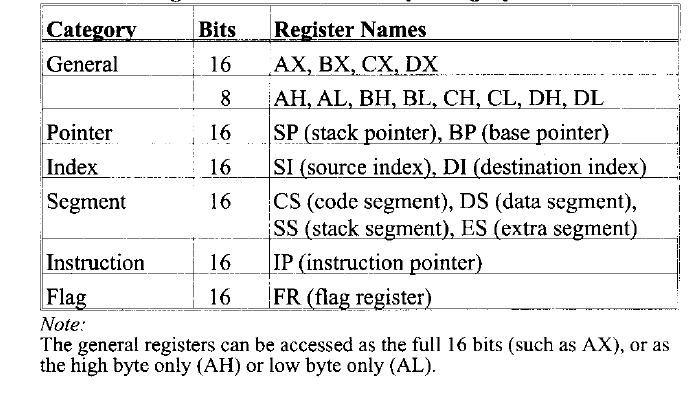 Category Bits Register Names
General 16 AX, BX, CX, DX
8 AH, AL, BH, BL, CH, CL, DH, DL
Pointer 16 SP (stack pointer), BP (base pointer)
Index 16 SI (source index), DI (destination index)
Segment 16 CS (code segment), DS (data segment),
SS (stack segment), ES (extra segment)
Instruction 16 IP (instruction pointer)
Flag 16 FR (flag register)
Note:
The general registers can be accessed as the full 16 bits (such as AX), or as
the high byte only (AH) or low byte only (AL).